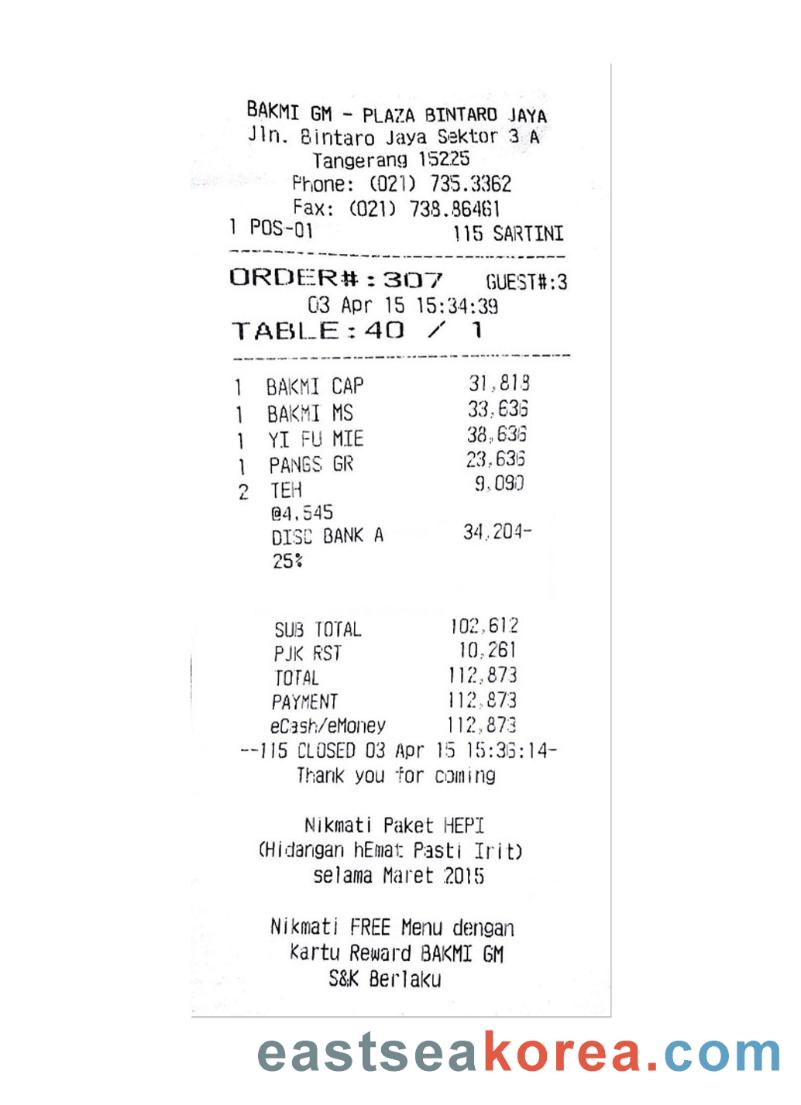 BAKMI GM - PLAZA BINTARO JAYA
Jln. Bintaro Jaya Sektor 3 A
Tangerang 15225
Phone: (021) 735.3362
Fax: (021) 738.86461
1 POS-01 115 SARTINI
ORDER#:307 GUEST#:3
03 Apr 15 15:34:39
TABLE:40 / 1
1 BAKMI CAP 31,818
1 BAKMI MS 33,636
1 YI FU MIE 38,636
1 PANGS GR 23,636
2 TEH 9,090
@4,545
DISC BANK A 34,204-
25%
SUB TOTAL 102,612
PJK RST 10,261
TOTAL 112,873
PAYMENT 112,873
eCash/eMoney 112,873
--115 CLOSED 03 Apr 15 15:36:14-
Thank you for coming
Nikmati Paket HEPI
(Hidangan hEmat Pasti Irit)
selama Maret 2015
Nikmati FREE Menu dengan
Kartu Reward BAKMI GM
S&K Berlaku
eastseakorea.com